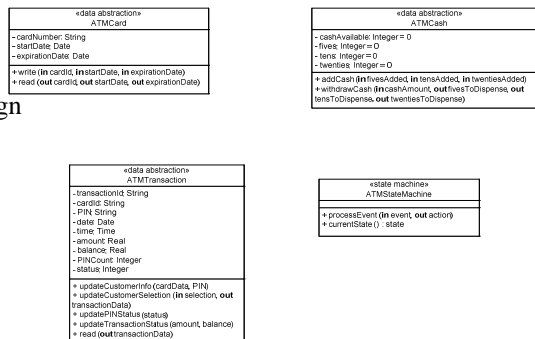 «data abstraction»
ATMCard
- cardNumber: String
- startDate: Date
- expirationDate: Date
+ write (in cardId, in startDate, in expirationDate)
+ read (out cardId, out startDate, out expirationDate)
«data abstraction»
ATMCash
- cashAvailable: Integer = 0
- fives: Integer = 0
- tens: Integer = 0
- twenties: Integer = 0
+ addCash (in fivesAdded, in tensAdded, in twentiesAdded)
+ withdrawCash (in cashAmount, out fivesToDispense, out
tensToDispense, out twentiesToDispense)
gn
«data abstraction»
ATMTransaction
- transactionId: String
- cardId: String
- PIN: String
- date: Date
- time: Time
- amount: Real
- balance: Real
- PINCount: Integer
- status: Integer
+ updateCustomerInfo (cardData, PIN)
+ updateCustomerSelection (in selection, out
transactionData)
+ updatePINStatus (status)
+ updateTransactionStatus (amount, balance)
+ read (out transactionData)
«state machine»
ATMStateMachine
+ processEvent (in event, out action)
+ currentState () : state